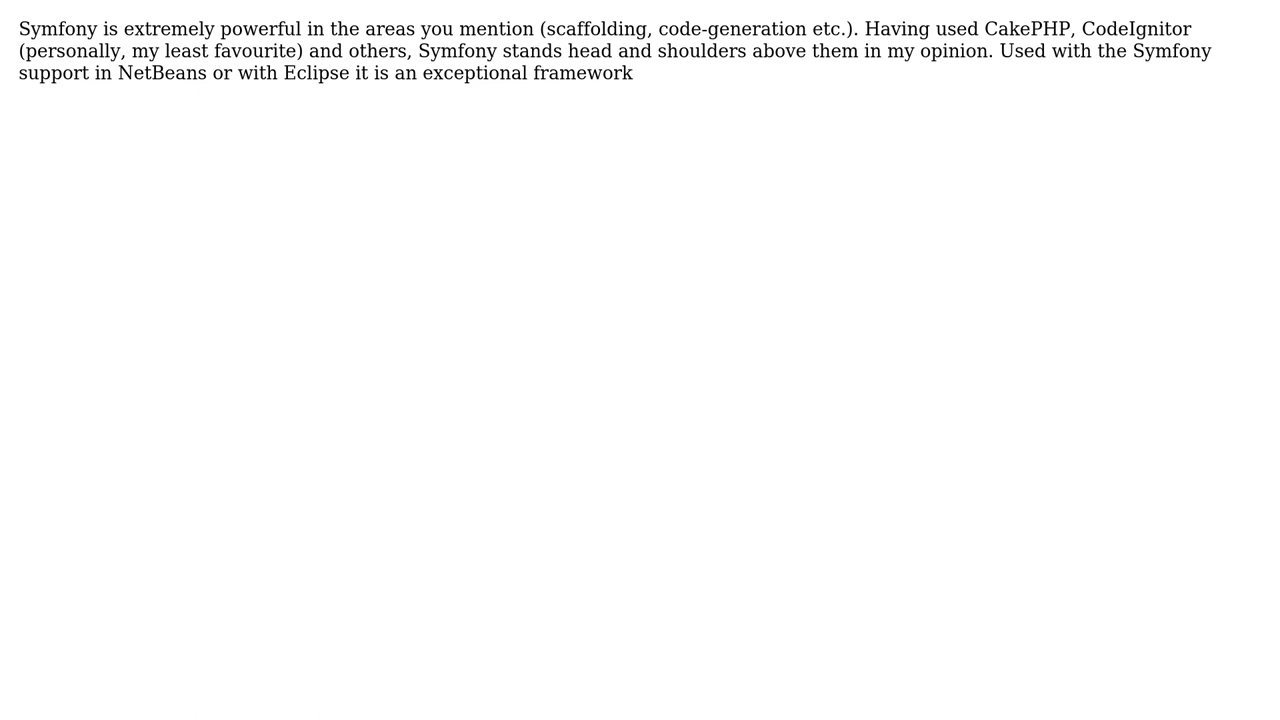 Symfony is extremely powerful in the areas you mention (scaffolding, code-generation etc.). Having used CakePHP, CodeIgnitor
(personally, my least favourite) and others, Symfony stands head and shoulders above them in my opinion. Used with the Symfony
support in NetBeans or with Eclipse it is an exceptional framework